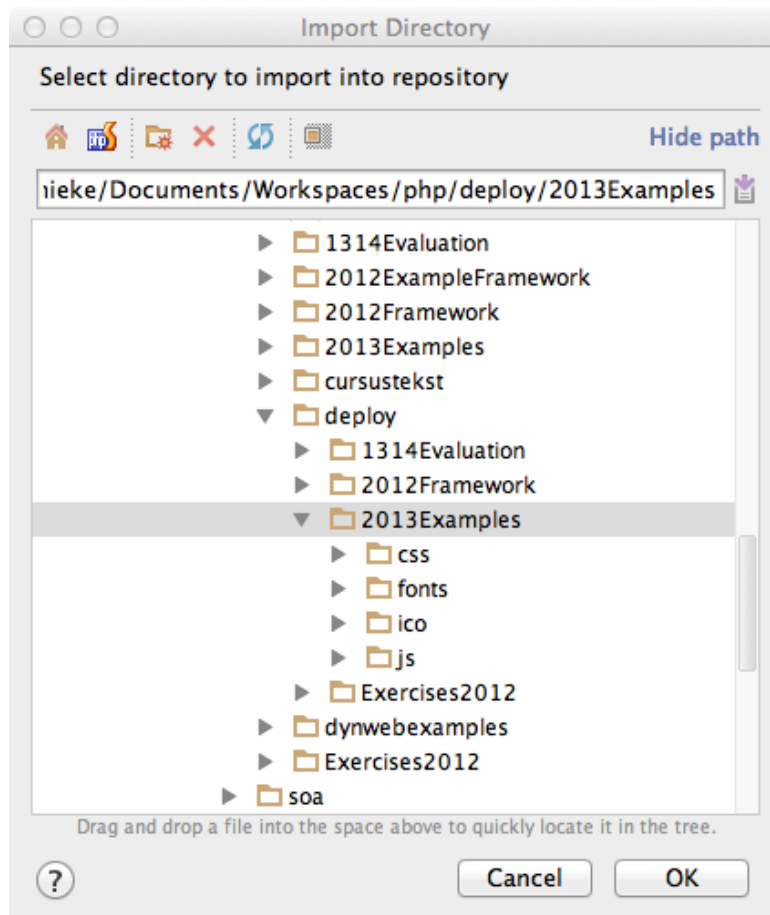 Import Directory
Select directory to import into repository
Hide path
nieke/Documents/Workspaces/php/deploy/2013Examples
1314Evaluation
2012ExampleFramework
2012Framework
2013Examples
cursustekst
deploy
1314Evaluation
2012Framework
2013Examples
css
fonts
ico
js
Exercises2012
dynwebexamples
Exercises2012
soa
Drag and drop a file into the space above to quickly locate it in the tree.
?
Cancel OK